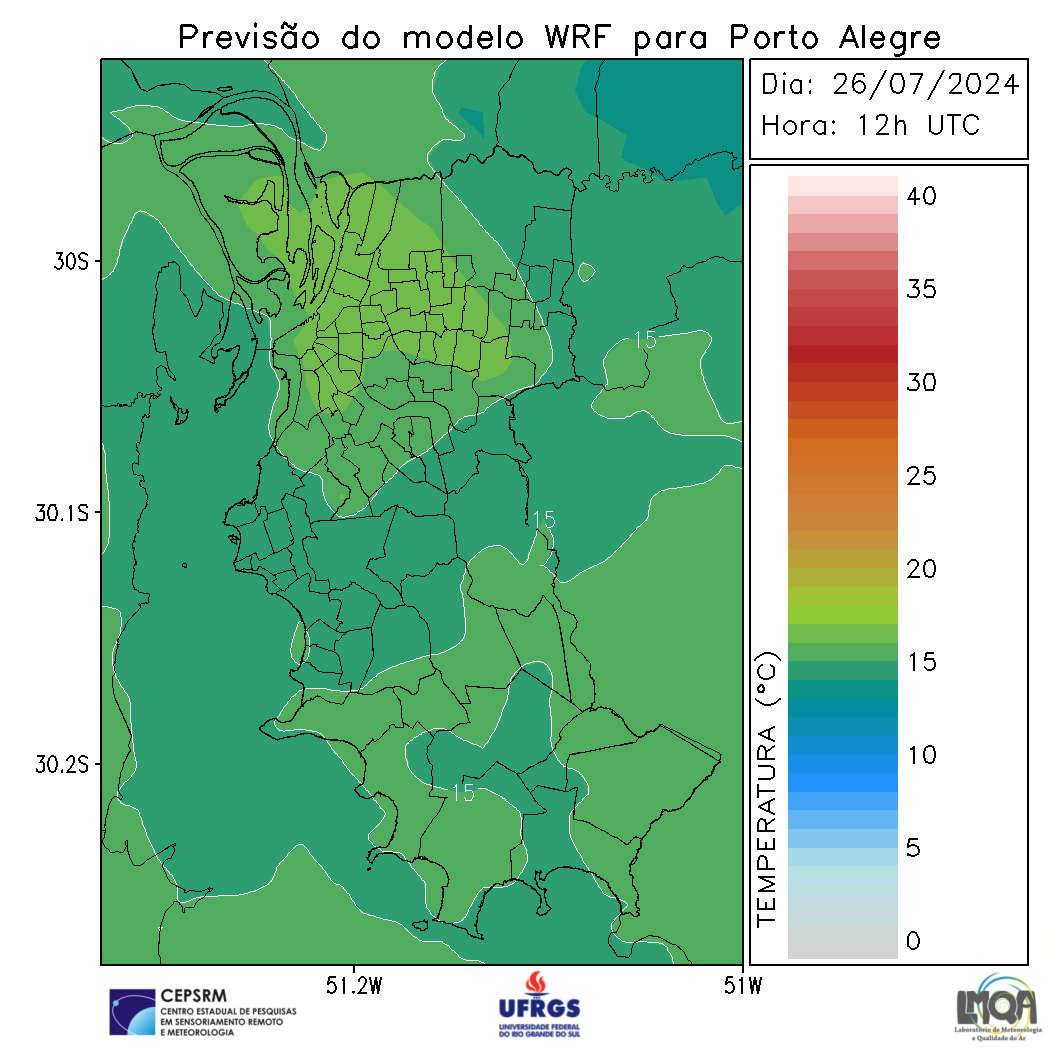 Previsão do modelo WRF para Porto Alegre
Dia: 26/07/2024
Hora: 12h UTC
40
35
30
25
20
15
10
5
0
TEMPERATURA (°C)
30S
30.1S
30.2S
51.2W
51W
15
15
15
CEPSRM
CENTRO ESTADUAL DE PESQUISAS
EM SENSORIAMENTO REMOTO
E METEOROLOGIA
UFRGS
UNIVERSIDADE FEDERAL
DO RIO GRANDE DO SUL
LMQA
Laboratório de Meteorologia
e Qualidade do Ar